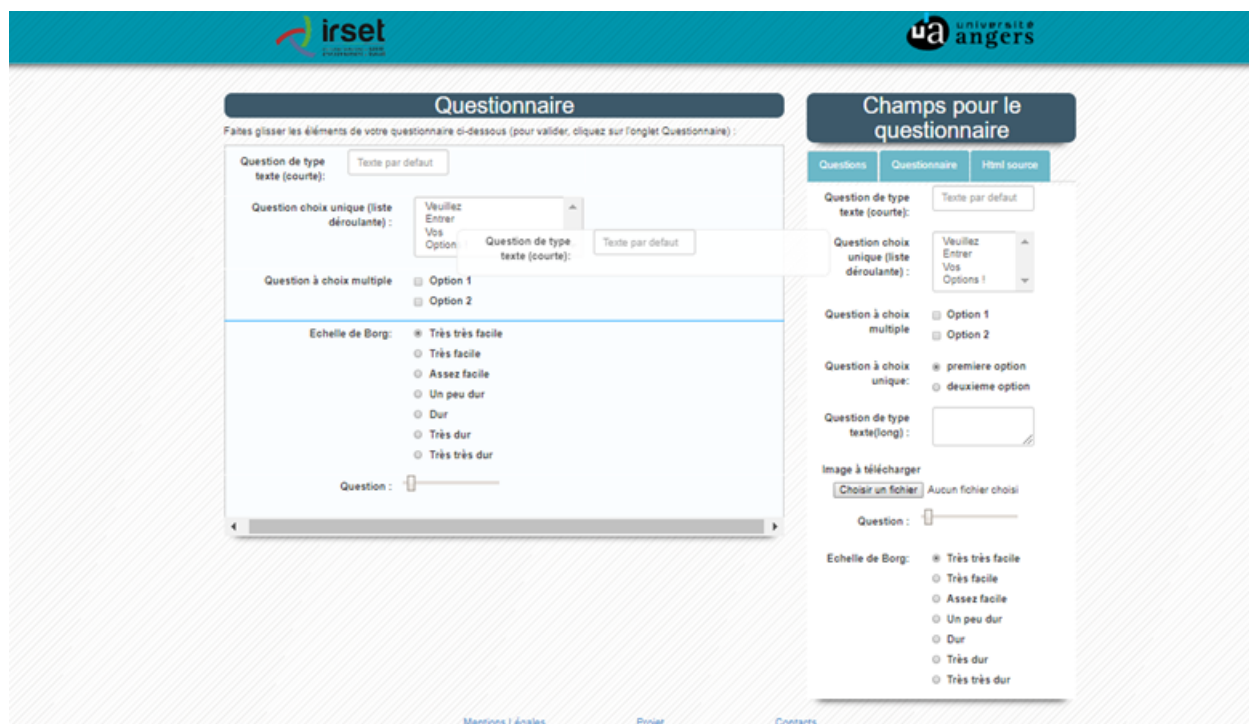 irset
université
angers
Questionnaire
Faites glisser les éléments de votre questionnaire ci-dessous (pour valider, cliquez sur l'onglet Questionnaire) :
Question de type
texte (courte):
Texte par defaut
Question choix unique (liste
déroulante) :
Veuillez
Entrer
Vos
Option
Question de type
texte (courte):
Texte par defaut
Question à choix multiple
Option 1
Option 2
Echelle de Borg:
Très très facile
Très facile
Assez facile
Un peu dur
Dur
Très dur
Très très dur
Question :
Champs pour le
questionnaire
Questions
Questionnaire
Html source
Question de type
texte (courte):
Texte par defaut
Question choix
unique (liste
déroulante) :
Veuillez
Entrer
Vos
Options !
Question à choix
multiple
Option 1
Option 2
Question à choix
unique:
premiere option
deuxieme option
Question de type
texte(long) :
Image à télécharger
Choisir un fichier
Aucun fichier choisi
Question :
Echelle de Borg:
Très très facile
Très facile
Assez facile
Un peu dur
Dur
Très dur
Très très dur
Mentions Légales
Projet
Contacts